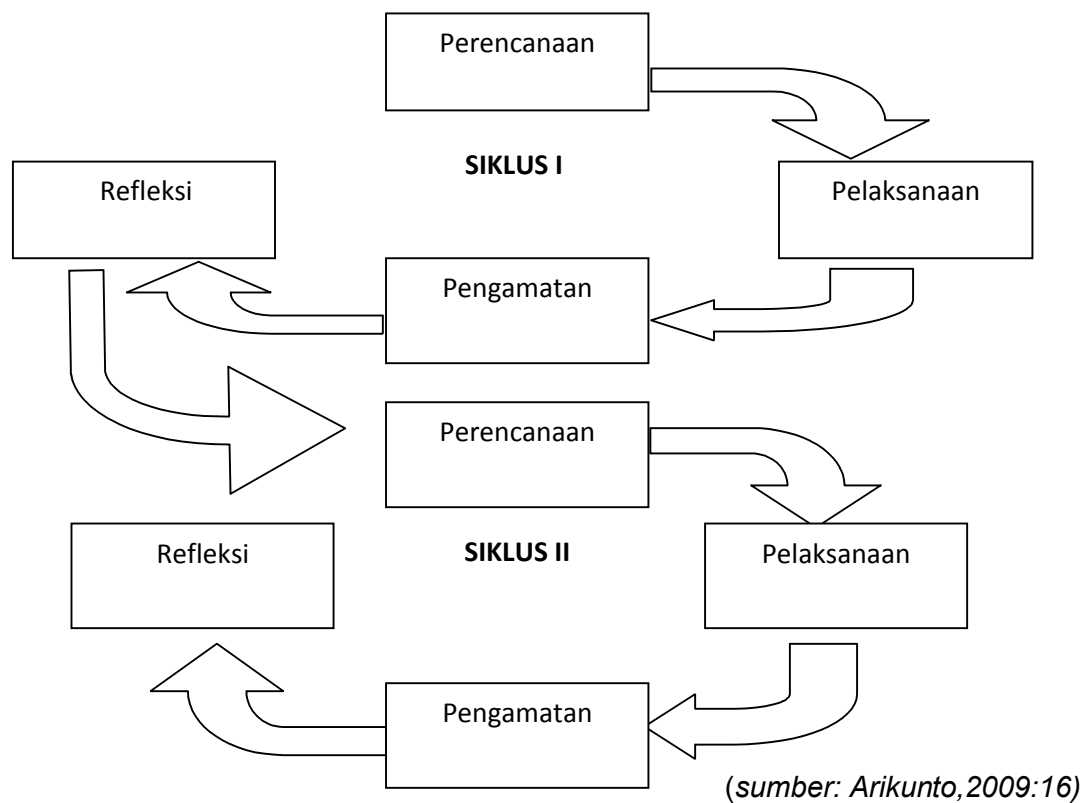 Perencanaan
SIKLUS I
Refleksi
Pelaksanaan
Pengamatan
Perencanaan
Refleksi
SIKLUS II
Pelaksanaan
Pengamatan
(sumber: Arikunto,2009:16)